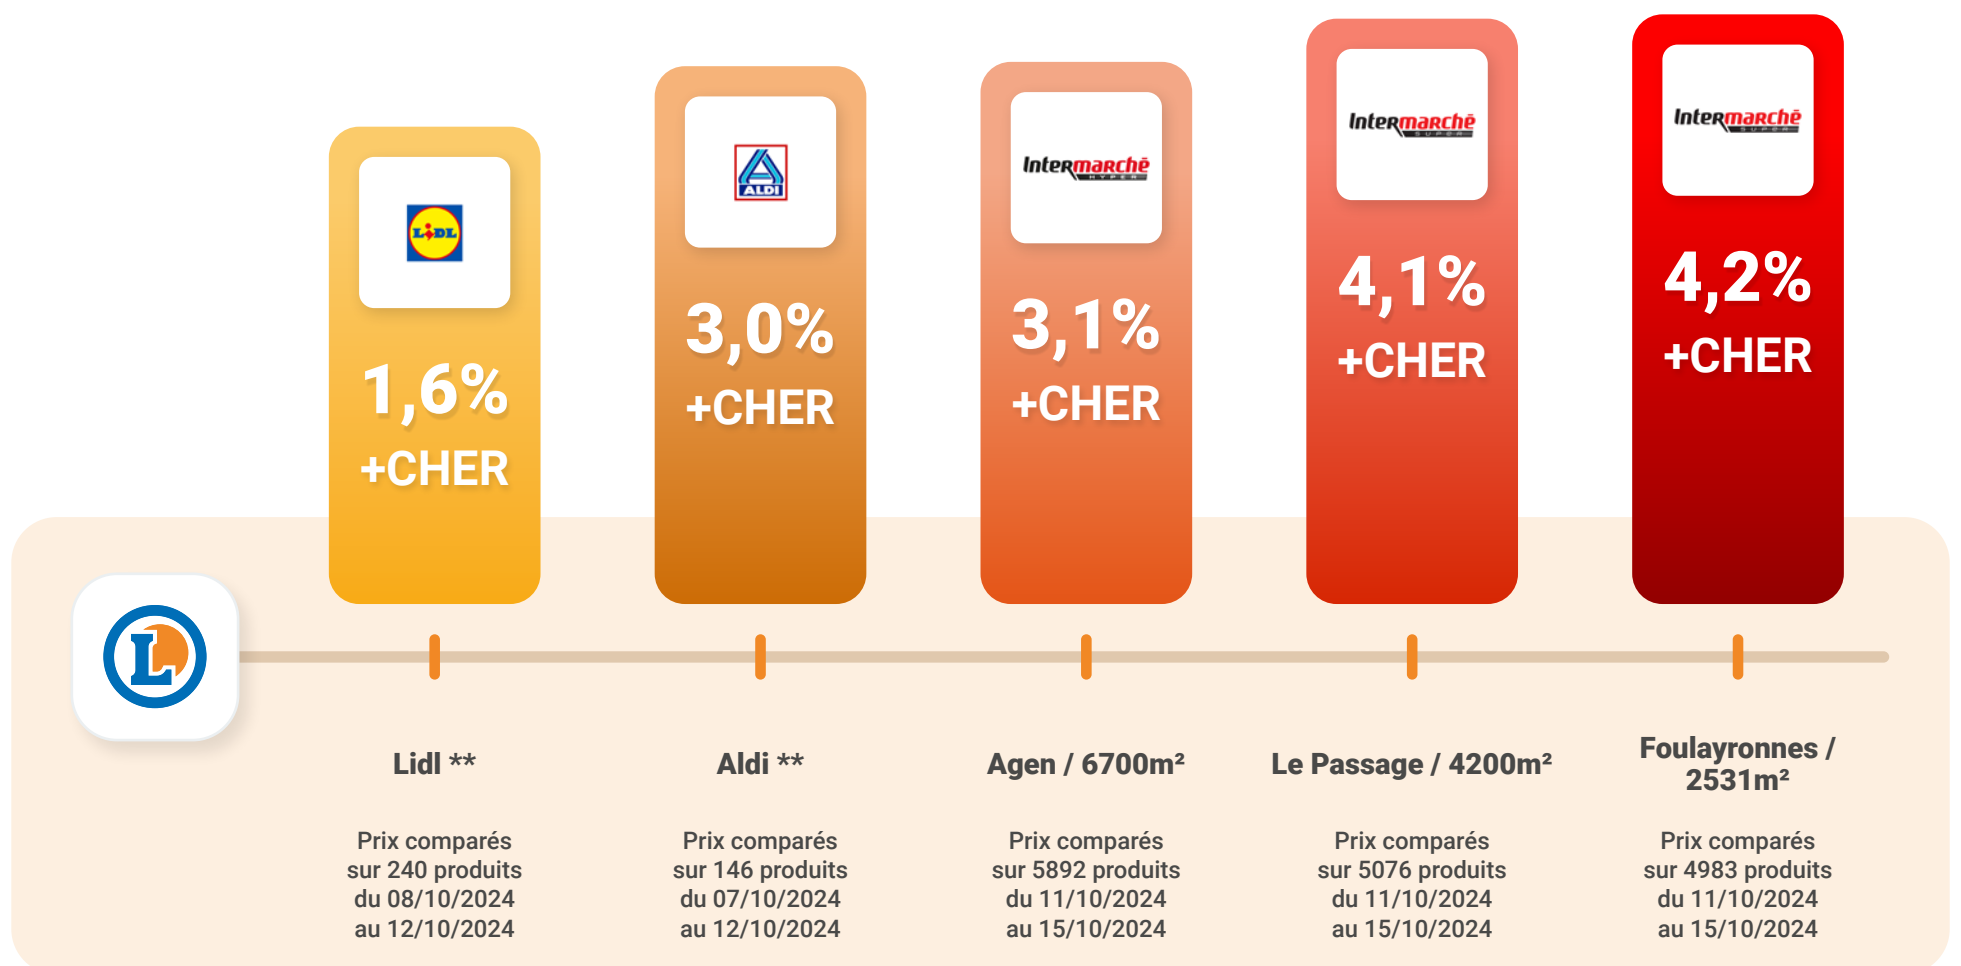 LIDL
1,6%
+CHER
ALDI
3,0%
+CHER
Intermarchē
HYPER
3,1%
+CHER
Intermarchē
SUPER
4,1%
+CHER
Intermarchē
SUPER
4,2%
+CHER
L
Lidl **
Prix comparés
sur 240 produits
du 08/10/2024
au 12/10/2024
Aldi **
Prix comparés
sur 146 produits
du 07/10/2024
au 12/10/2024
Agen / 6700m²
Prix comparés
sur 5892 produits
du 11/10/2024
au 15/10/2024
Le Passage / 4200m²
Prix comparés
sur 5076 produits
du 11/10/2024
au 15/10/2024
Foulayronnes /
2531m²
Prix comparés
sur 4983 produits
du 11/10/2024
au 15/10/2024